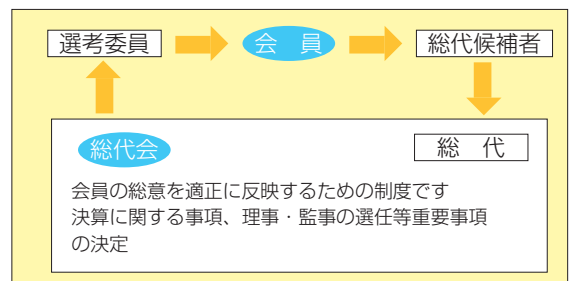 選考委員
会 員
総代候補者
総代会
総 代
会員の総意を適正に反映するための制度です
決算に関する事項、理事・監事の選任等重要事項
の決定